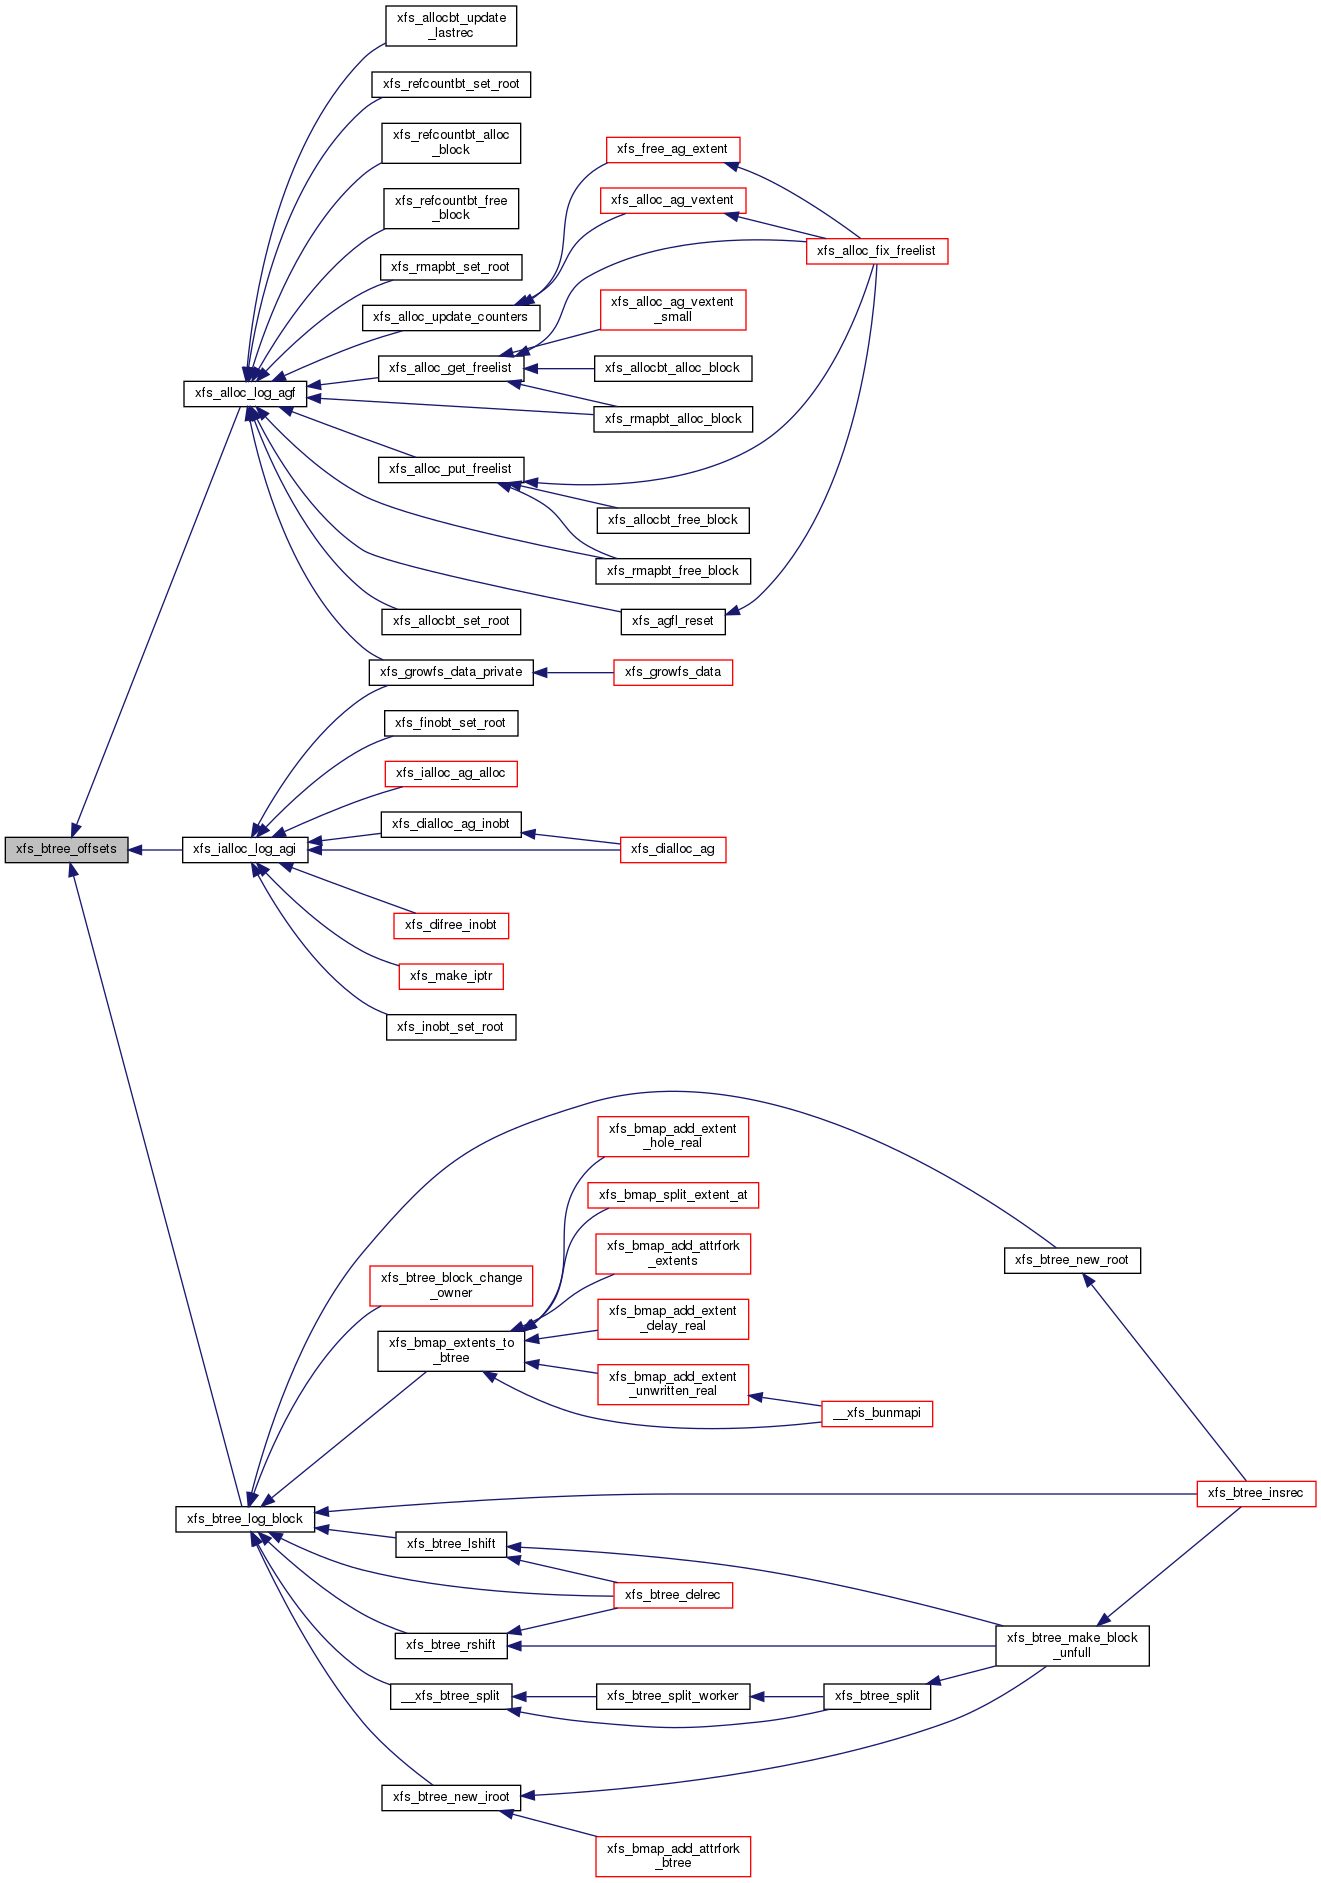 xfs_allocbt_update
_lastrec
xfs_refcountbt_set_root
xfs_refcountbt_alloc
_block
xfs_refcountbt_free
_block
xfs_rmapbt_set_root
xfs_alloc_update_counters
xfs_alloc_get_freelist
xfs_alloc_log_agf
xfs_alloc_put_freelist
xfs_allocbt_set_root
xfs_growfs_data_private
xfs_free_ag_extent
xfs_alloc_ag_vextent
xfs_alloc_fix_freelist
xfs_alloc_ag_vextent
_small
xfs_allocbt_alloc_block
xfs_rmapbt_alloc_block
xfs_allocbt_free_block
xfs_rmapbt_free_block
xfs_agfl_reset
xfs_growfs_data
xfs_finobt_set_root
xfs_ialloc_ag_alloc
xfs_dialloc_ag_inobt
xfs_btree_offsets
xfs_ialloc_log_agi
xfs_dialloc_ag
xfs_difree_inobt
xfs_make_iptr
xfs_inobt_set_root
xfs_bmap_add_extent
_hole_real
xfs_bmap_split_extent_at
xfs_bmap_add_attrfork
_extents
xfs_btree_new_root
xfs_btree_block_change
_owner
xfs_bmap_add_extent
_delay_real
xfs_bmap_extents_to
_btree
xfs_bmap_add_extent
_unwritten_real
__xfs_bunmapi
xfs_btree_insrec
xfs_btree_log_block
xfs_btree_lshift
xfs_btree_delrec
xfs_btree_rshift
xfs_btree_make_block
_unfull
__xfs_btree_split
xfs_btree_split_worker
xfs_btree_split
xfs_btree_new_iroot
xfs_bmap_add_attrfork
_btree